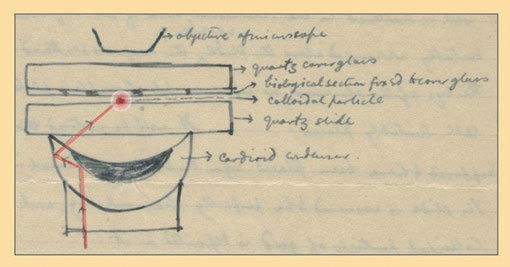 objective of microscope
quartz coverglass
biological section fixed to coverglass
colloidal particle
quartz slide
cardioid condenser.